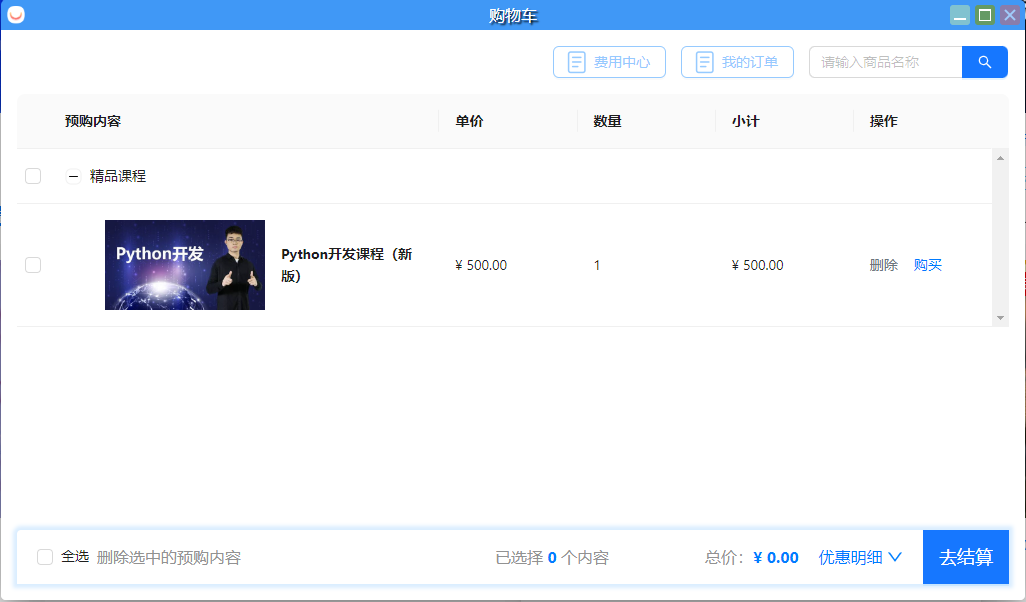 购物车
费用中心 我的订单 请输入商品名称
预购内容 单价 数量 小计 操作
精品课程
Python开发
Python开发课程（新
版）
¥ 500.00 1 ¥ 500.00 删除 购买
全选 删除选中的预购内容 已选择 0 个内容 总价： ¥ 0.00 优惠明细 去结算